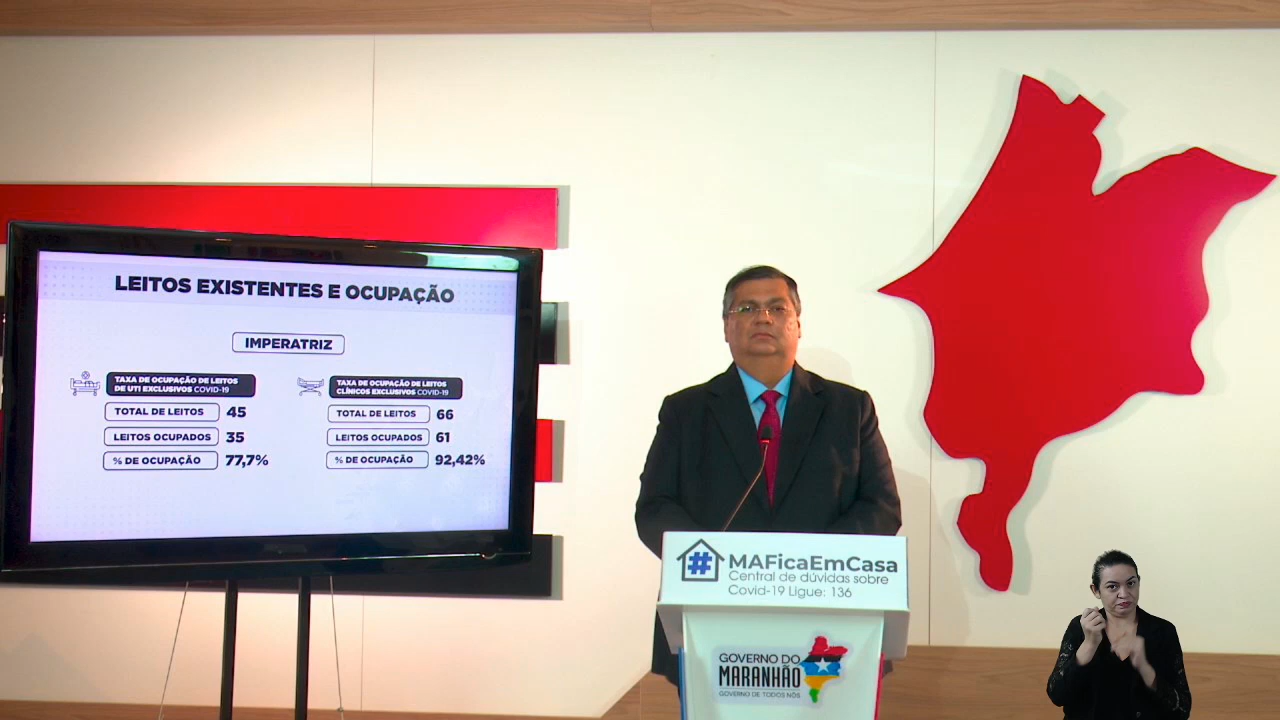 LEITOS EXISTENTES E OCUPAÇÃO
IMPERATRIZ
TAXA DE OCUPAÇÃO DE LEITOS
DE UTI EXCLUSIVOS COVID-19
TOTAL DE LEITOS 45
LEITOS OCUPADOS 35
% DE OCUPAÇÃO 77,7%
TAXA DE OCUPAÇÃO DE LEITOS
CLÍNICOS EXCLUSIVOS COVID-19
TOTAL DE LEITOS 66
LEITOS OCUPADOS 61
% DE OCUPAÇÃO 92,42%
# MAFicaEmCasa
Central de dúvidas sobre
Covid-19 Ligue: 136
GOVERNO DO
MARANHÃO
GOVERNO DE TODOS NÓS